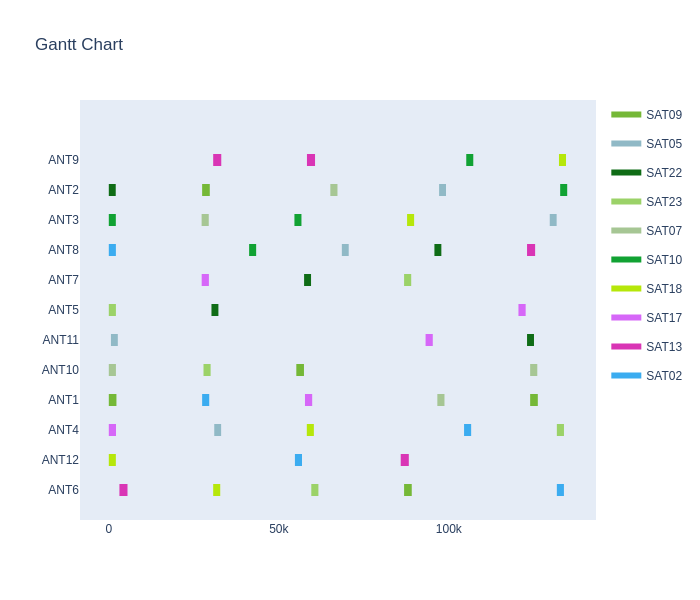 Gantt Chart
ANT9
ANT2
ANT3
ANT8
ANT7
ANT5
ANT11
ANT10
ANT1
ANT4
ANT12
ANT6
0 50k 100k
SAT09
SAT05
SAT22
SAT23
SAT07
SAT10
SAT18
SAT17
SAT13
SAT02